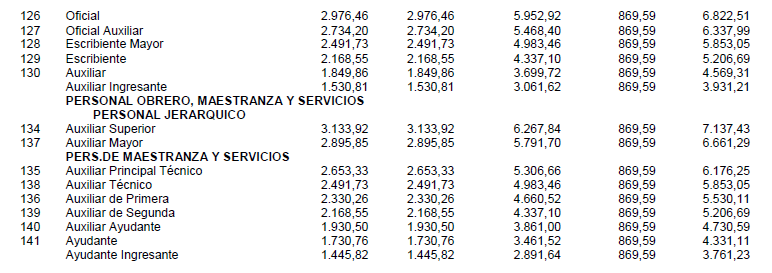 126 Oficial 2.976,46 2.976,46 5.952,92 869,59 6.822,51
127 Oficial Auxiliar 2.734,20 2.734,20 5.468,40 869,59 6.337,99
128 Escribiente Mayor 2.491,73 2.491,73 4.983,46 869,59 5.853,05
129 Escribiente 2.168,55 2.168,55 4.337,10 869,59 5.206,69
130 Auxiliar 1.849,86 1.849,86 3.699,72 869,59 4.569,31
Auxiliar Ingresante 1.530,81 1.530,81 3.061,62 869,59 3.931,21
PERSONAL OBRERO, MAESTRANZA Y SERVICIOS
PERSONAL JERARQUICO
134 Auxiliar Superior 3.133,92 3.133,92 6.267,84 869,59 7.137,43
137 Auxiliar Mayor 2.895,85 2.895,85 5.791,70 869,59 6.661,29
PERS.DE MAESTRANZA Y SERVICIOS
135 Auxiliar Principal Técnico 2.653,33 2.653,33 5.306,66 869,59 6.176,25
138 Auxiliar Técnico 2.491,73 2.491,73 4.983,46 869,59 5.853,05
136 Auxiliar de Primera 2.330,26 2.330,26 4.660,52 869,59 5.530,11
139 Auxiliar de Segunda 2.168,55 2.168,55 4.337,10 869,59 5.206,69
140 Auxiliar Ayudante 1.930,50 1.930,50 3.861,00 869,59 4.730,59
141 Ayudante 1.730,76 1.730,76 3.461,52 869,59 4.331,11
Ayudante Ingresante 1.445,82 1.445,82 2.891,64 869,59 3.761,23